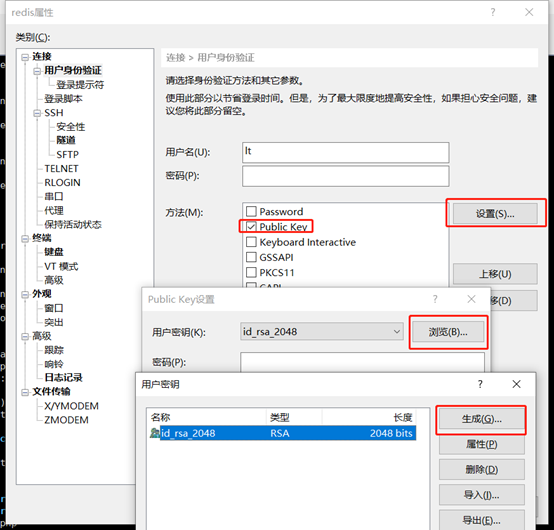 redis属性
类别(C):
连接
用户身份验证
登录提示符
登录脚本
SSH
安全性
隧道
SFTP
TELNET
RLOGIN
串口
代理
保持活动状态
终端
键盘
VT 模式
高级
外观
窗口
突出
高级
跟踪
响铃
日志记录
文件传输
X/YMODEM
ZMODEM
连接 > 用户身份验证
请选择身份验证方法和其它参数。
使用此部分以节省登录时间。但是，为了最大限度地提高安全性，如果担心安全问题，建
议您将此部分留空。
用户名(U):
lt
密码(P):
方法(M):
Password
Public Key
Keyboard Interactive
GSSAPI
PKCS11
设置(S)...
上移(U)
移(D)
Public Key设置
用户密钥(K):
id_rsa_2048
浏览(B)...
密码(P):
用户密钥
名称 类型 长度
id_rsa_2048 RSA 2048 bits
生成(G)...
属性(P)
删除(D)
导入(I)...
导出(E)...
php